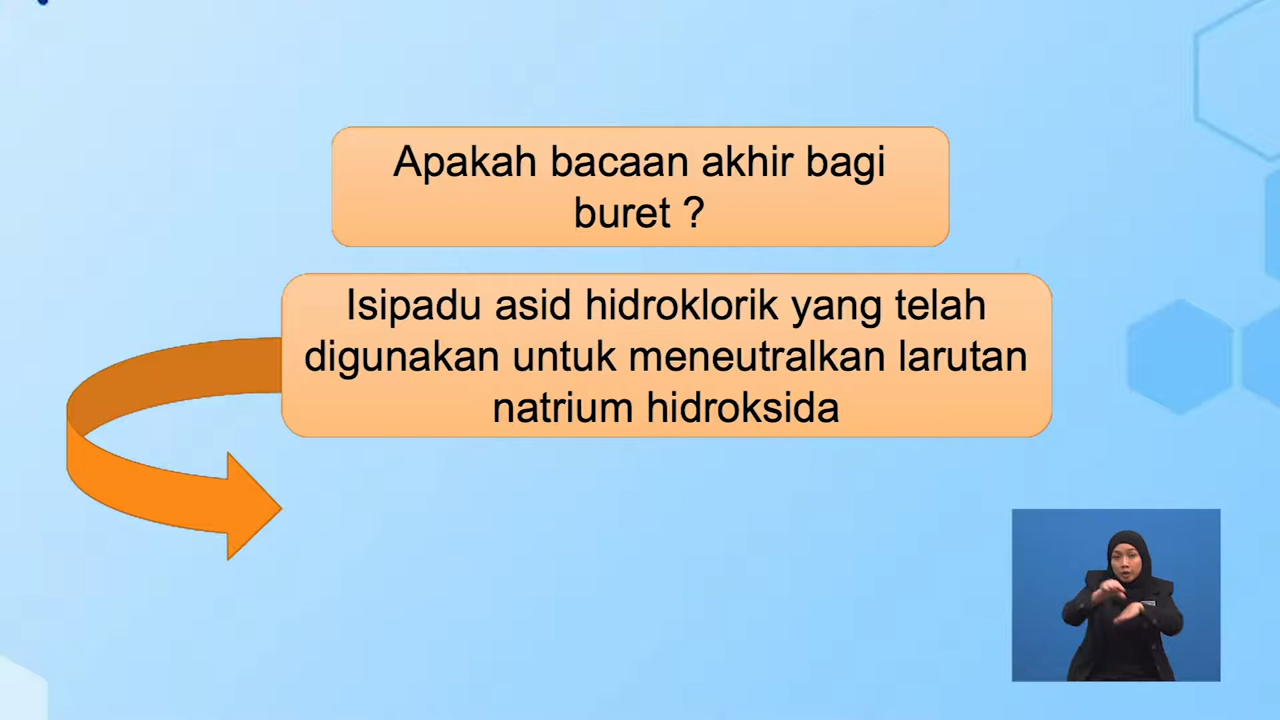 Apakah bacaan akhir bagi
buret ?
Isipadu asid hidroklorik yang telah
digunakan untuk meneutralkan larutan
natrium hidroksida